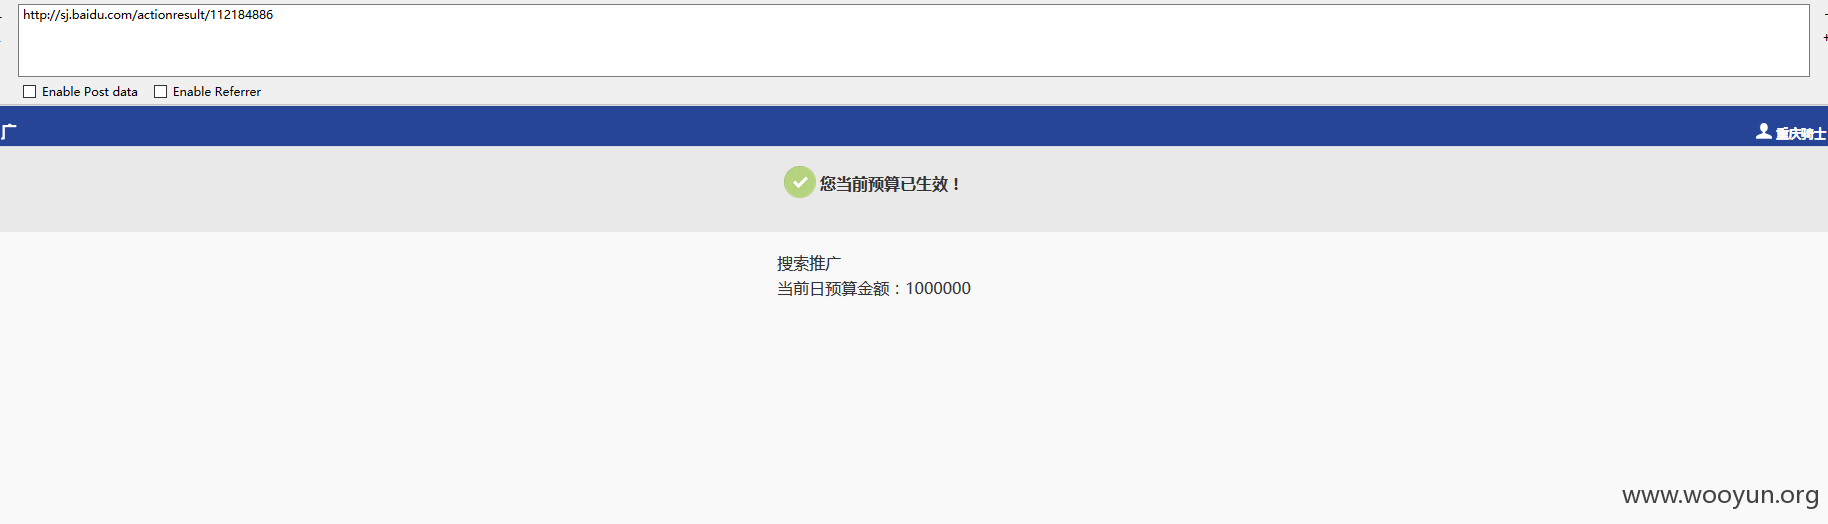 http://sj.baidu.com/actionresult/112184886
Enable Post data
Enable Referrer
广
重庆骑士
您当前预算已生效！
搜索推广
当前日预算金额：1000000
www.wooyun.org